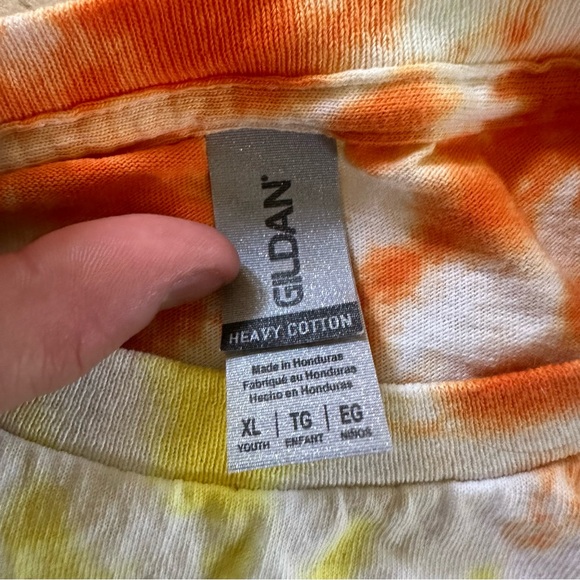 GILDAN®
HEAVY COTTON
Made in Honduras
Fabriqué au Honduras
Hecho en Honduras
XL | TG | EG
YOUTH ENFANT NIÑOS